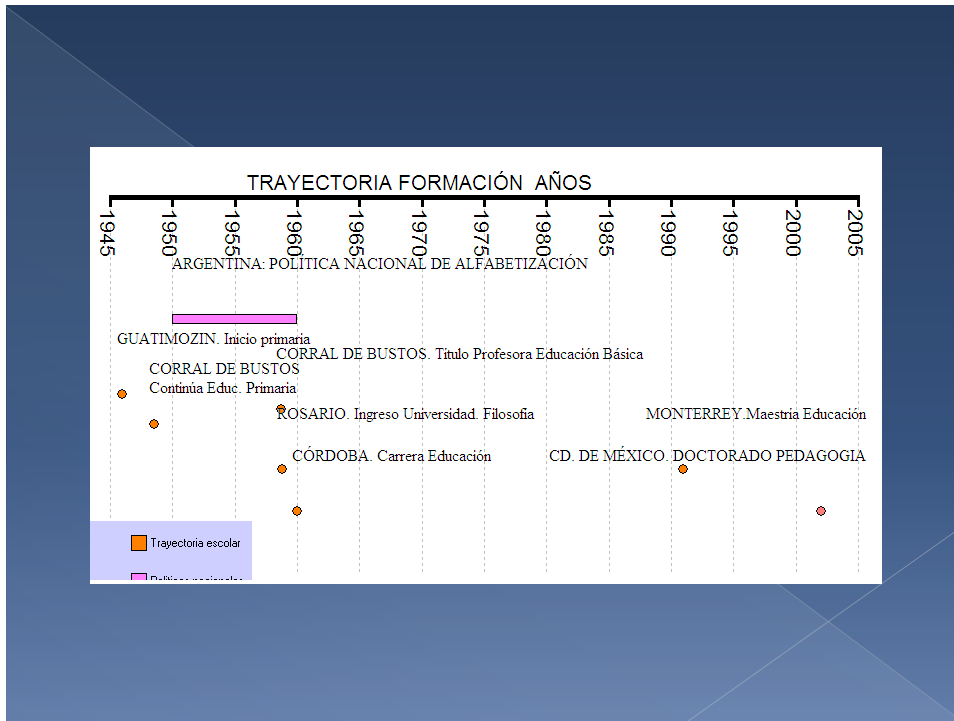 TRAYECTORIA FORMACIÓN AÑOS
1945
1950
1955
1960
1965
1970
1975
1980
1985
1990
1995
2000
2005
ARGENTINA: POLÍTICA NACIONAL DE ALFABETIZACIÓN
GUATIMOZIN. Inicio primaria
CORRAL DE BUSTOS. Título Profesora Educación Básica
CORRAL DE BUSTOS
Continúa Educ. Primaria
ROSARIO. Ingreso Universidad. Filosofía
MONTERREY.Maestría Educación
CÓRDOBA. Carrera Educación
CD. DE MÉXICO. DOCTORADO PEDAGOGIA
Trayectoria escolar